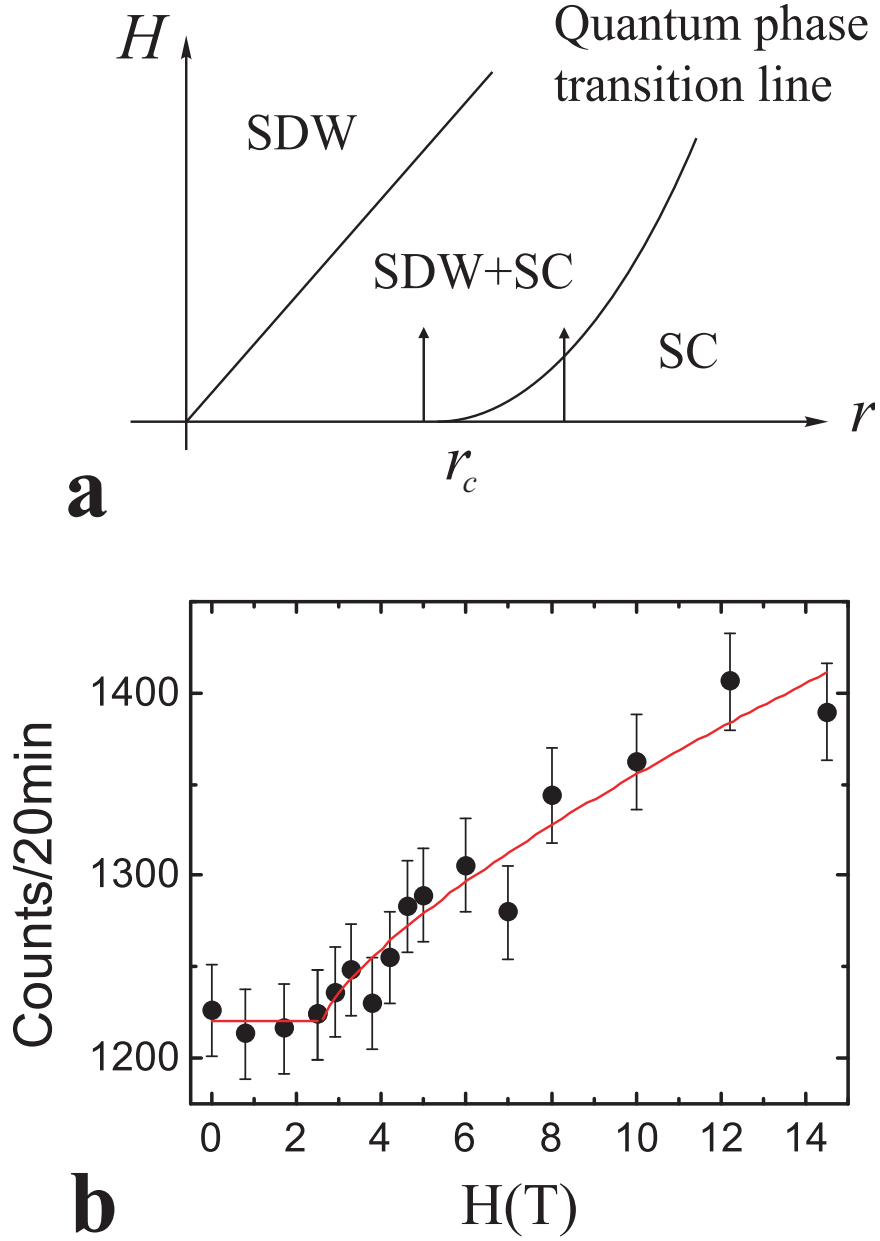 H
Quantum phase
transition line
SDW
SDW+SC
SC
r
r_c
a
1400
1300
1200
Counts/20min
0 2 4 6 8 10 12 14
H(T)
b